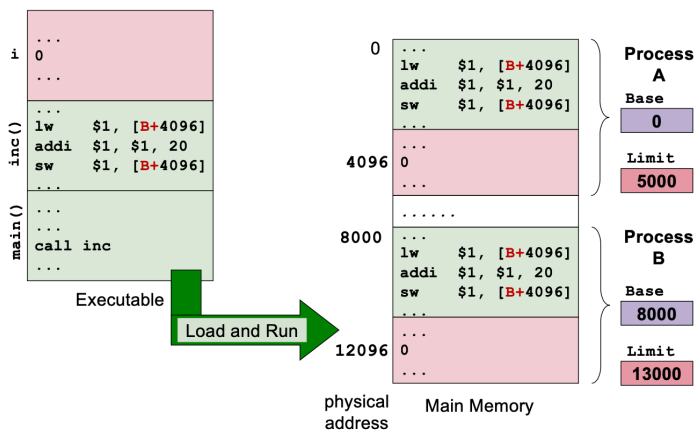 i
...
0
...
inc()
...
lw $1, [B+4096]
addi $1, $1, 20
sw $1, [B+4096]
...
main()
...
...
call inc
...
Executable
Load and Run
0
...
lw $1, [B+4096]
addi $1, $1, 20
sw $1, [B+4096]
...
4096
...
0
...
......
8000
...
lw $1, [B+4096]
addi $1, $1, 20
sw $1, [B+4096]
...
12096
...
0
...
physical
address
Main Memory
Process
A
Base
0
Limit
5000
Process
B
Base
8000
Limit
13000